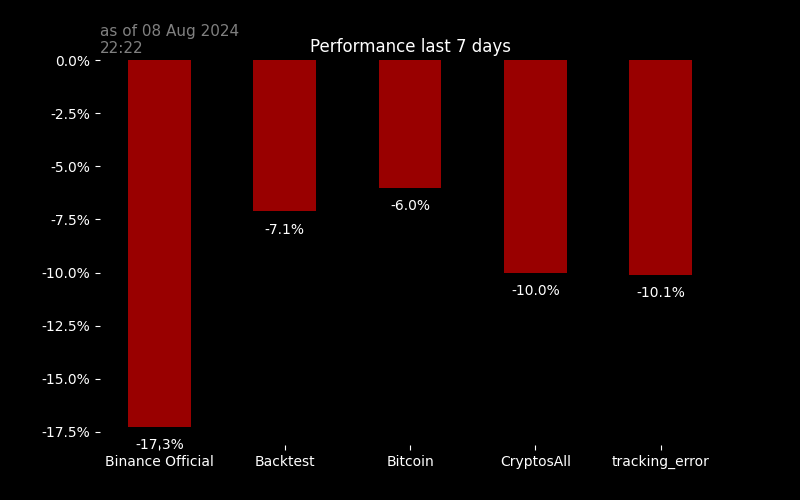 as of 08 Aug 2024
22:22
Performance last 7 days
0.0%
-2.5%
-5.0%
-7.5%
-10.0%
-12.5%
-15.0%
-17.5%
-17.3%
-7.1%
-6.0%
-10.0%
-10.1%
Binance Official
Backtest
Bitcoin
CryptosAll
tracking_error